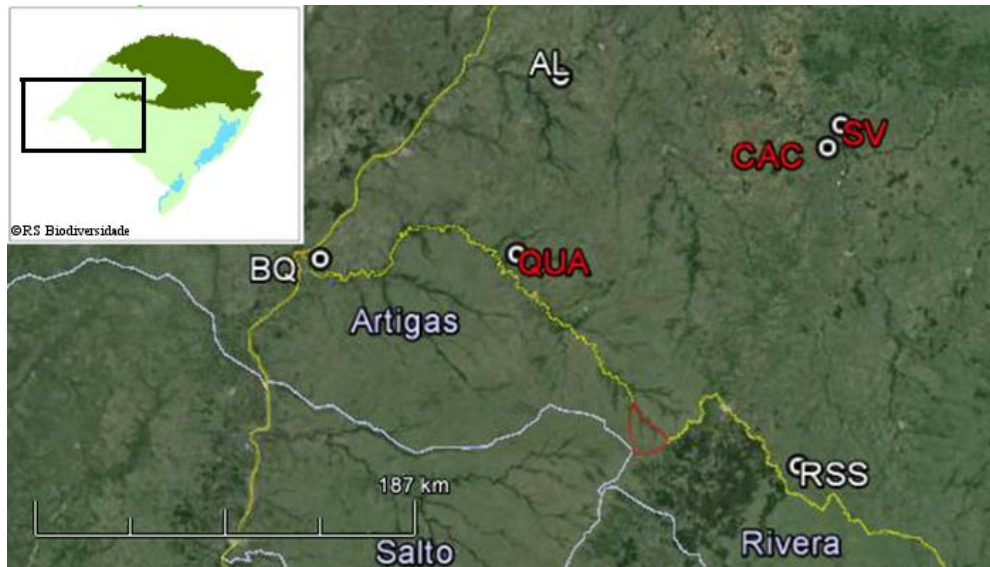 ©RS Biodiversidade
AL
SV
CAC
BQ
QUA
Artigas
187 km
RSS
Salto
Rivera